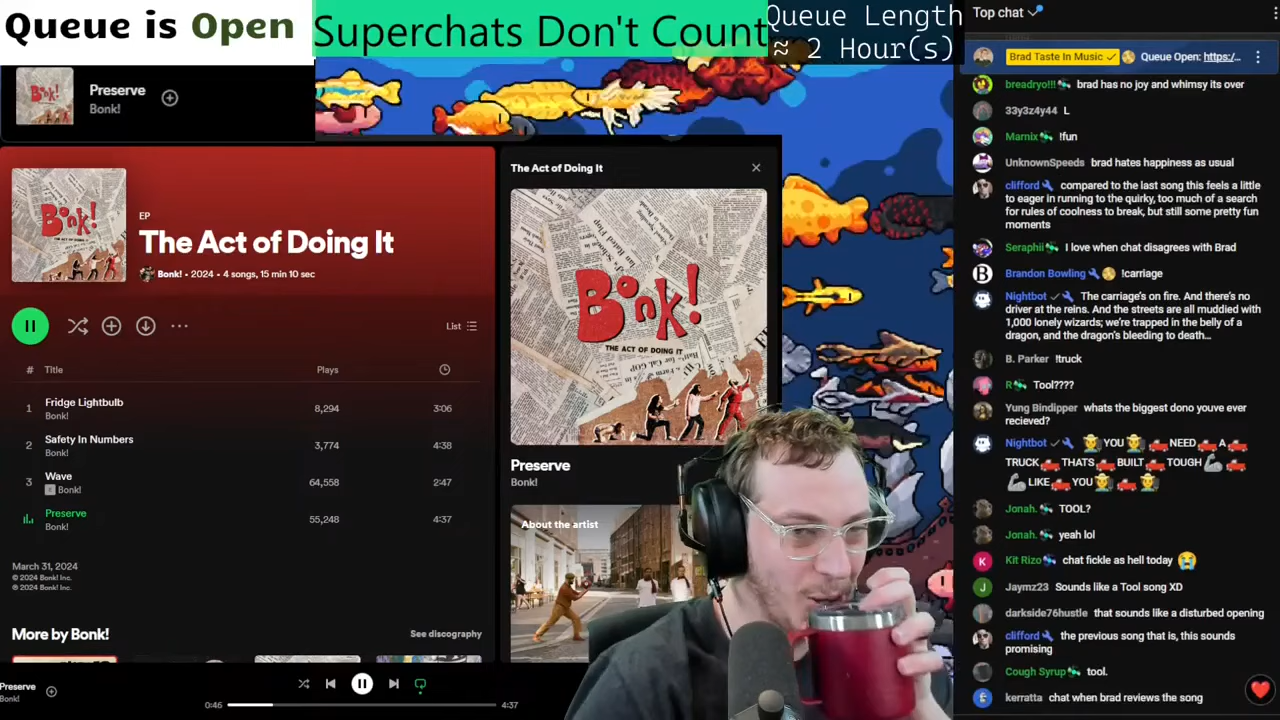 Queue is Open
Superchats Don't Count
Queue Length
≈ 2 Hour(s)
Preserve
Bonk!
EP
The Act of Doing It
Bonk! • 2024 • 4 songs, 15 min 10 sec
List
# Title Plays
1 Fridge Lightbulb 8,294 3:06
Bonk!
2 Safety In Numbers 3,774 4:38
Bonk!
3 Wave 64,558 2:47
E Bonk!
Preserve 55,248 4:37
Bonk!
March 31, 2024
© 2024 Bonk! Inc.
℗ 2024 Bonk! Inc.
More by Bonk!
See discography
The Act of Doing It
Bonk!
THE ACT OF DOING IT
Preserve
Bonk!
About the artist
Preserve
Bonk!
0:46
4:37
Top chat
Brad Taste In Music Queue Open: https:/...
breadryo!!! brad has no joy and whimsy its over
33y3z4y44 L
Marnix !fun
UnknownSpeeds brad hates happiness as usual
clifford compared to the last song this feels a little
to eager in running to the quirky, too much of a search
for rules of coolness to break, but still some pretty fun
moments
Seraphii I love when chat disagrees with Brad
Brandon Bowling !carriage
Nightbot The carriage's on fire. And there's no
driver at the reins. And the streets are all muddied with
1,000 lonely wizards; we're trapped in the belly of a
dragon, and the dragon's bleeding to death...
B. Parker !truck
R Tool????
Yung Bindipper whats the biggest dono youve ever
recieved?
Nightbot YOU NEED A
TRUCK THATS BUILT TOUGH
LIKE YOU
Jonah. TOOL?
Jonah. yeah lol
Kit Rizo chat fickle as hell today
Jaymz23 Sounds like a Tool song XD
darkside76hustle that sounds like a disturbed opening
clifford the previous song that is, this sounds
promising
Cough Syrup tool.
kerratta chat when brad reviews the song